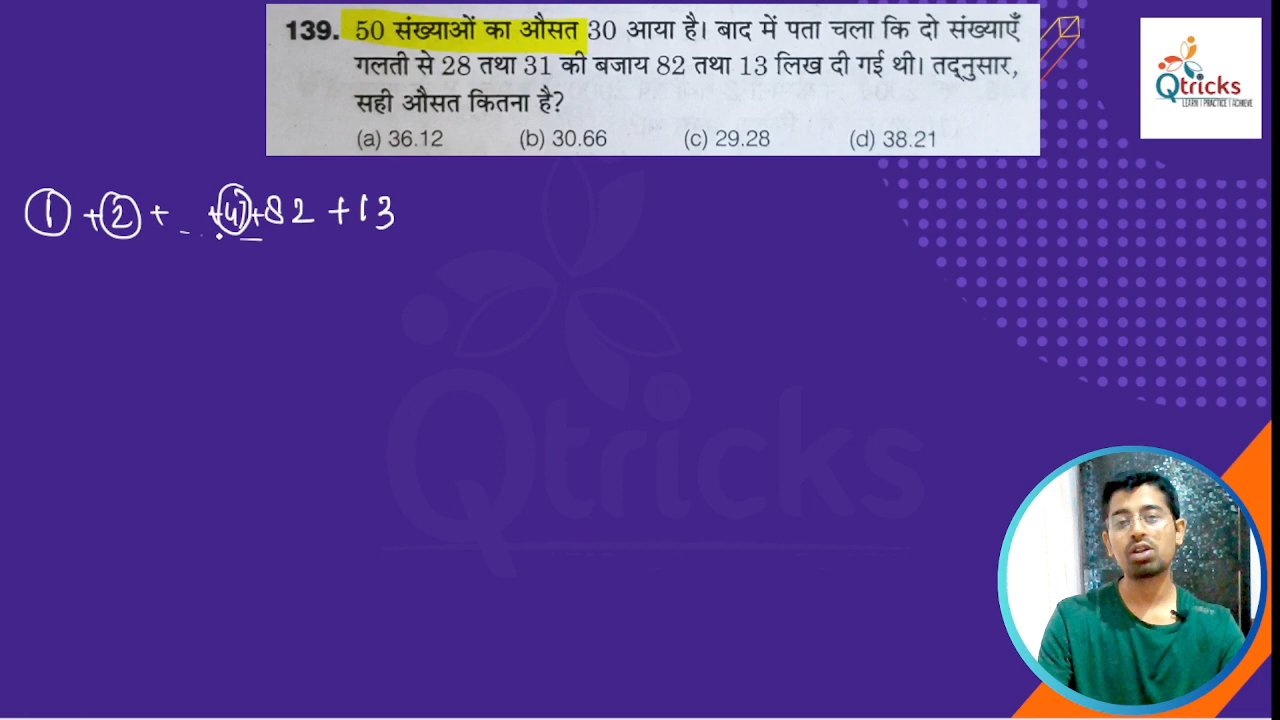 139. 50 संख्याओं का औसत 30 आया है। बाद में पता चला कि दो संख्याएँ
गलती से 28 तथा 31 की बजाय 82 तथा 13 लिख दी गई थी। तद्नुसार,
सही औसत कितना है?
(a) 36.12 (b) 30.66 (c) 29.28 (d) 38.21
Qtricks
LEARN | PRACTICE | ACHIEVE
1 + 2 + ... + + 82 + 13
Qtricks